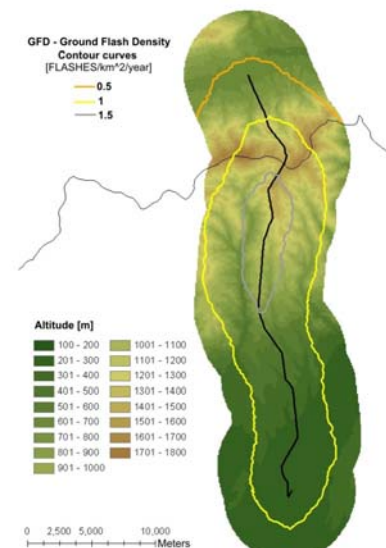 GFD - Ground Flash Density
Contour curves
[FLASHES/km^2/year]
0.5
1
1.5
Altitude [m]
100 - 200
201 - 300
301 - 400
401 - 500
501 - 600
601 - 700
701 - 800
801 - 900
901 - 1000
1001 - 1100
1101 - 1200
1201 - 1300
1301 - 1400
1401 - 1500
1501 - 1600
1601 - 1700
1701 - 1800
0 2,500 5,000 10,000
Meters